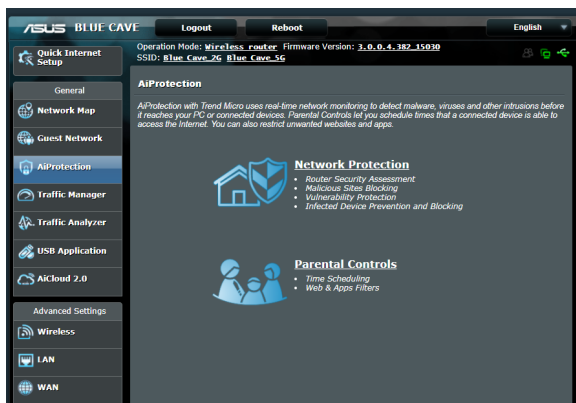 ASUS BLUE CAVE
Logout
Reboot
English
Quick Internet
Setup
General
Network Map
Guest Network
AiProtection
Traffic Manager
Traffic Analyzer
USB Application
AiCloud 2.0
Advanced Settings
Wireless
LAN
WAN
Operation Mode: Wireless router Firmware Version: 3.0.0.4.382_15030
SSID: Blue Cave_2G Blue Cave_5G
AiProtection
AiProtection with Trend Micro uses real-time network monitoring to detect malware, viruses and other intrusions before
it reaches your PC or connected devices. Parental Controls let you schedule times that a connected device is able to
access the Internet. You can also restrict unwanted websites and apps.
Network Protection
• Router Security Assessment
• Malicious Sites Blocking
• Vulnerability Protection
• Infected Device Prevention and Blocking
Parental Controls
• Time Scheduling
• Web & Apps Filters